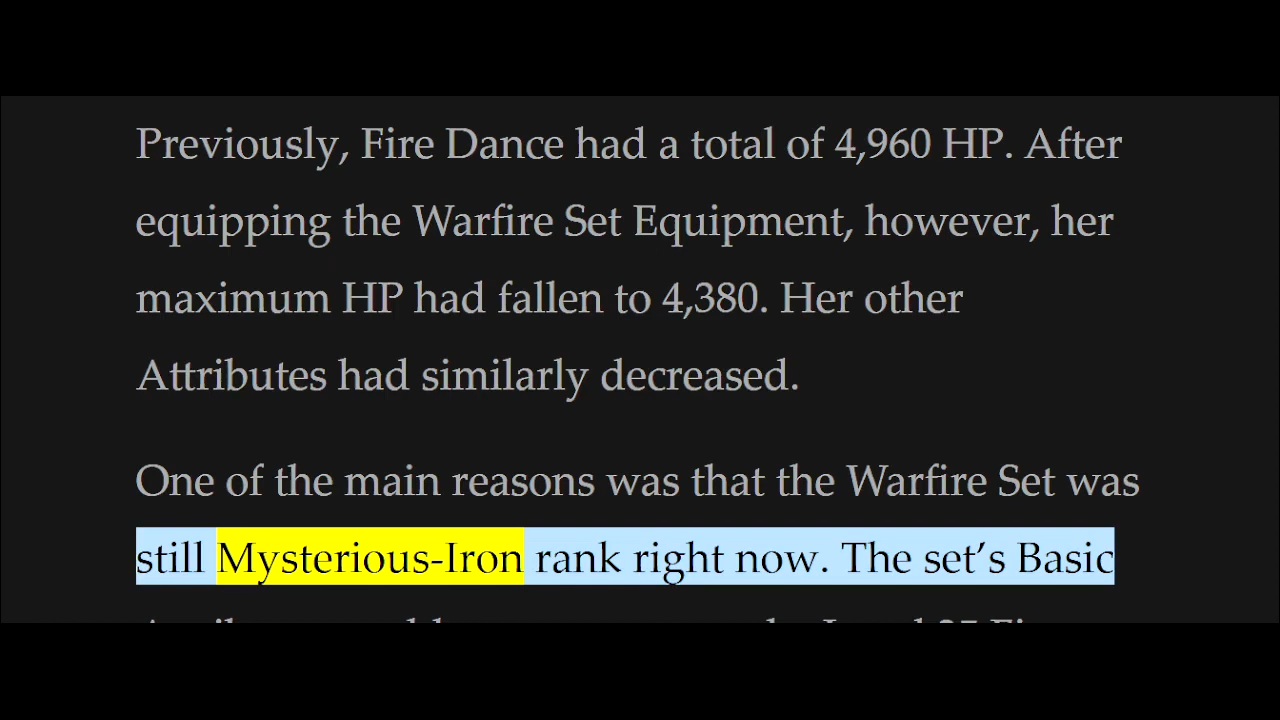 Previously, Fire Dance had a total of 4,960 HP. After
equipping the Warfire Set Equipment, however, her
maximum HP had fallen to 4,380. Her other
Attributes had similarly decreased.
One of the main reasons was that the Warfire Set was
still Mysterious-Iron rank right now. The set’s Basic